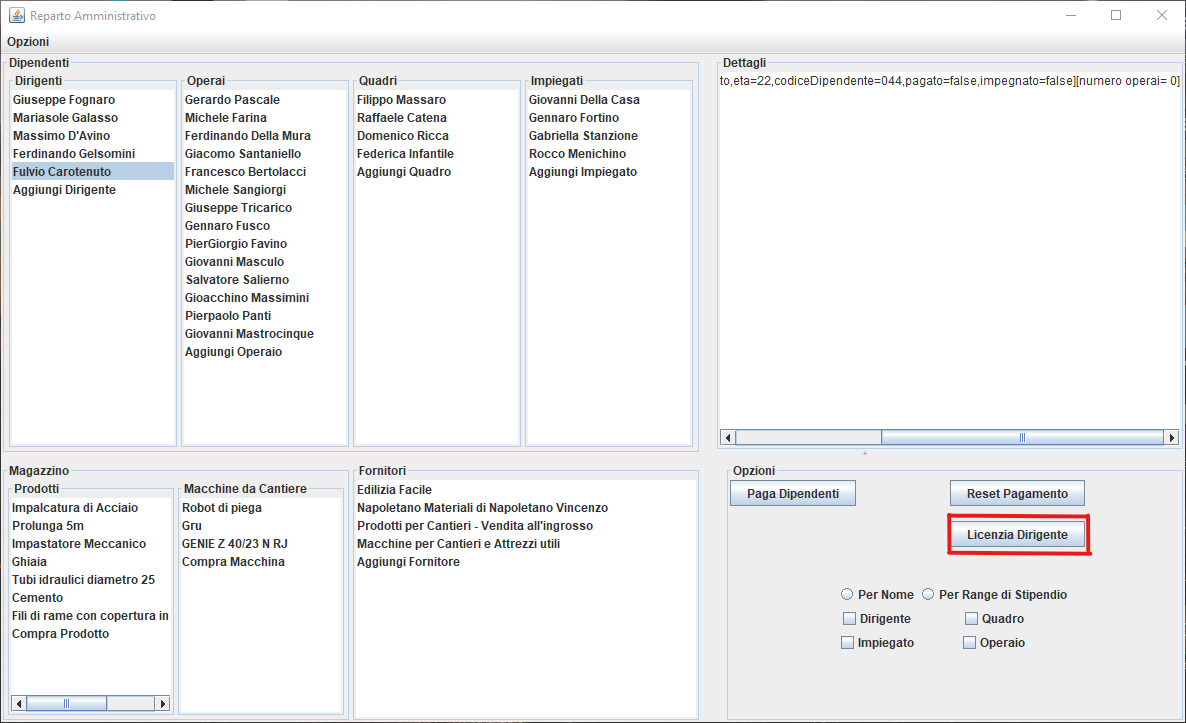 Reparto Amministrativo
Opzioni
Dipendenti
Dirigenti
Giuseppe Fognaro
Mariasole Galasso
Massimo D'Avino
Ferdinando Gelsomini
Fulvio Carotenuto
Aggiungi Dirigente
Operai
Gerardo Pascale
Michele Farina
Ferdinando Della Mura
Giacomo Santaniello
Francesco Bertolacci
Michele Sangiorgi
Giuseppe Tricarico
Gennaro Fusco
PierGiorgio Favino
Giovanni Masculo
Salvatore Salierno
Gioacchino Massimini
Pierpaolo Panti
Giovanni Mastrocinque
Aggiungi Operaio
Quadri
Filippo Massaro
Raffaele Catena
Domenico Ricca
Federica Infantile
Aggiungi Quadro
Impiegati
Giovanni Della Casa
Gennaro Fortino
Gabriella Stanzione
Rocco Menichino
Aggiungi Impiegato
Dettagli
to,eta=22,codiceDipendente=044,pagato=false,impegnato=false][numero operai= 0]
Magazzino
Prodotti
Impalcatura di Acciaio
Prolunga 5m
Impastatore Meccanico
Ghiaia
Tubi idraulici diametro 25
Cemento
Fili di rame con copertura in
Compra Prodotto
Macchine da Cantiere
Robot di piega
Gru
GENIE Z 40/23 N RJ
Compra Macchina
Fornitori
Edilizia Facile
Napoletano Materiali di Napoletano Vincenzo
Prodotti per Cantieri - Vendita all'ingrosso
Macchine per Cantieri e Attrezzi utili
Aggiungi Fornitore
Opzioni
Paga Dipendenti
Reset Pagamento
Licenzia Dirigente
Per Nome
Per Range di Stipendio
Dirigente
Quadro
Impiegato
Operaio